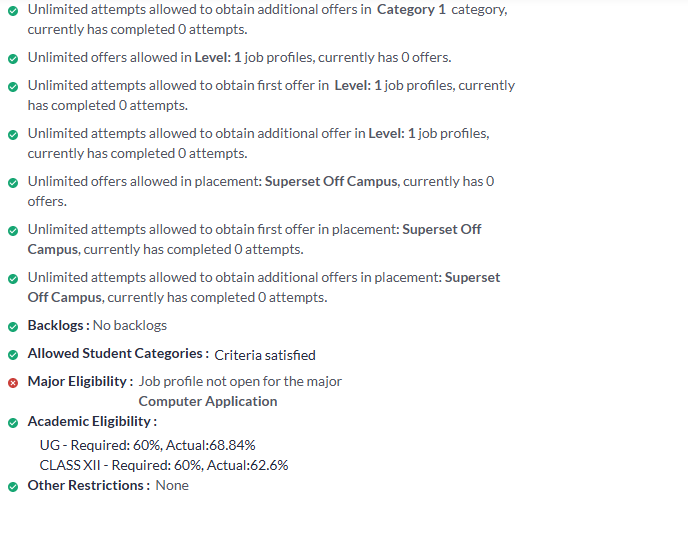 Unlimited attempts allowed to obtain additional offers in Category 1 category,
currently has completed 0 attempts.
Unlimited offers allowed in Level: 1 job profiles, currently has 0 offers.
Unlimited attempts allowed to obtain first offer in Level: 1 job profiles, currently
has completed 0 attempts.
Unlimited attempts allowed to obtain additional offer in Level: 1 job profiles,
currently has completed 0 attempts.
Unlimited offers allowed in placement: Superset Off Campus, currently has 0
offers.
Unlimited attempts allowed to obtain first offer in placement: Superset Off
Campus, currently has completed 0 attempts.
Unlimited attempts allowed to obtain additional offers in placement: Superset
Off Campus, currently has completed 0 attempts.
Backlogs : No backlogs
Allowed Student Categories : Criteria satisfied
Major Eligibility : Job profile not open for the major
Computer Application
Academic Eligibility :
UG - Required: 60%, Actual:68.84%
CLASS XII - Required: 60%, Actual:62.6%
Other Restrictions : None